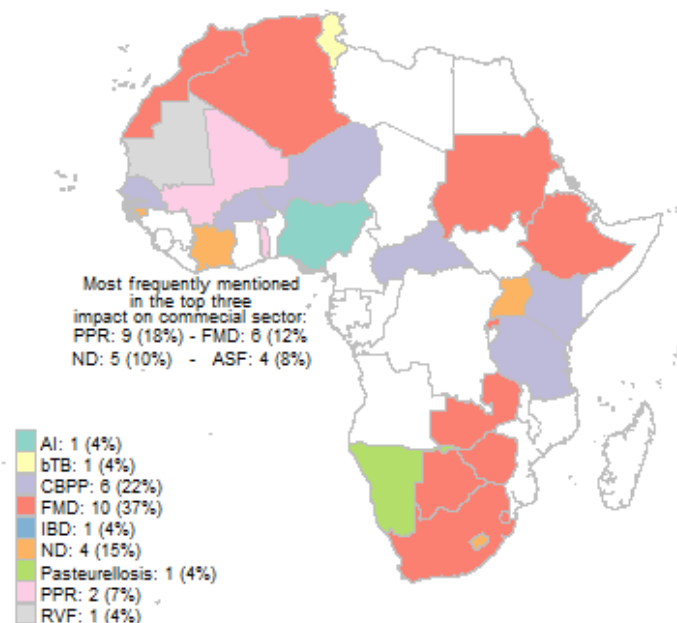 Most frequently mentioned
in the top three
impact on commecial sector:
PPR: 9 (18%) - FMD: 6 (12%
ND: 5 (10%) - ASF: 4 (8%)
AI: 1 (4%)
bTB: 1 (4%)
CBPP: 6 (22%)
FMD: 10 (37%)
IBD: 1 (4%)
ND: 4 (15%)
Pasteurellosis: 1 (4%)
PPR: 2 (7%)
RVF: 1 (4%)